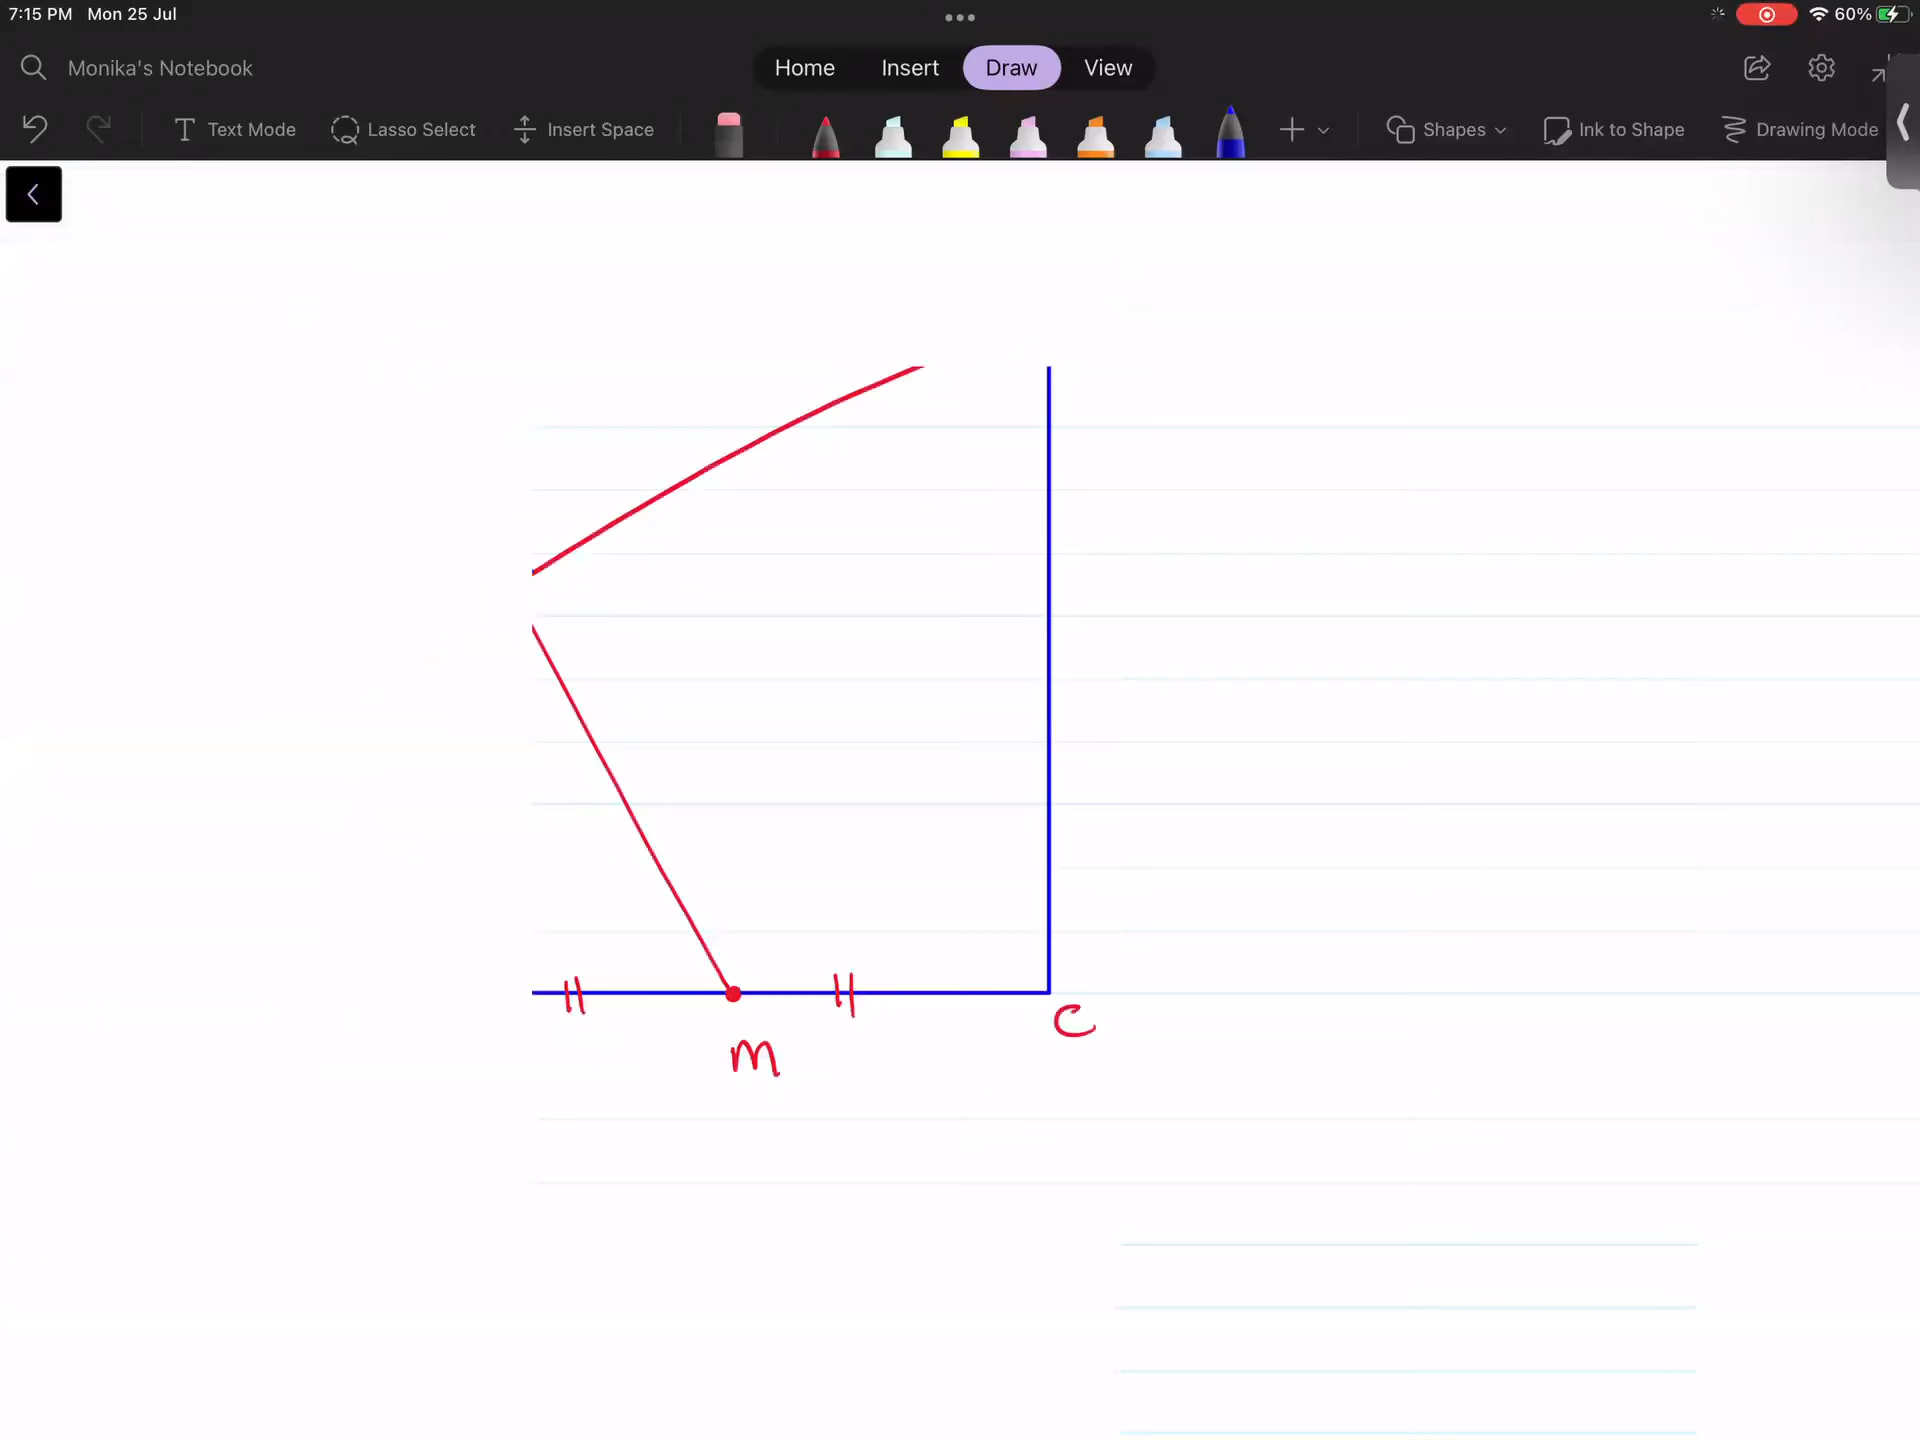 7:15 PM Mon 25 Jul
60%
Monika's Notebook
Home Insert Draw View
Text Mode Lasso Select Insert Space Shapes Ink to Shape Drawing Mode
C
m